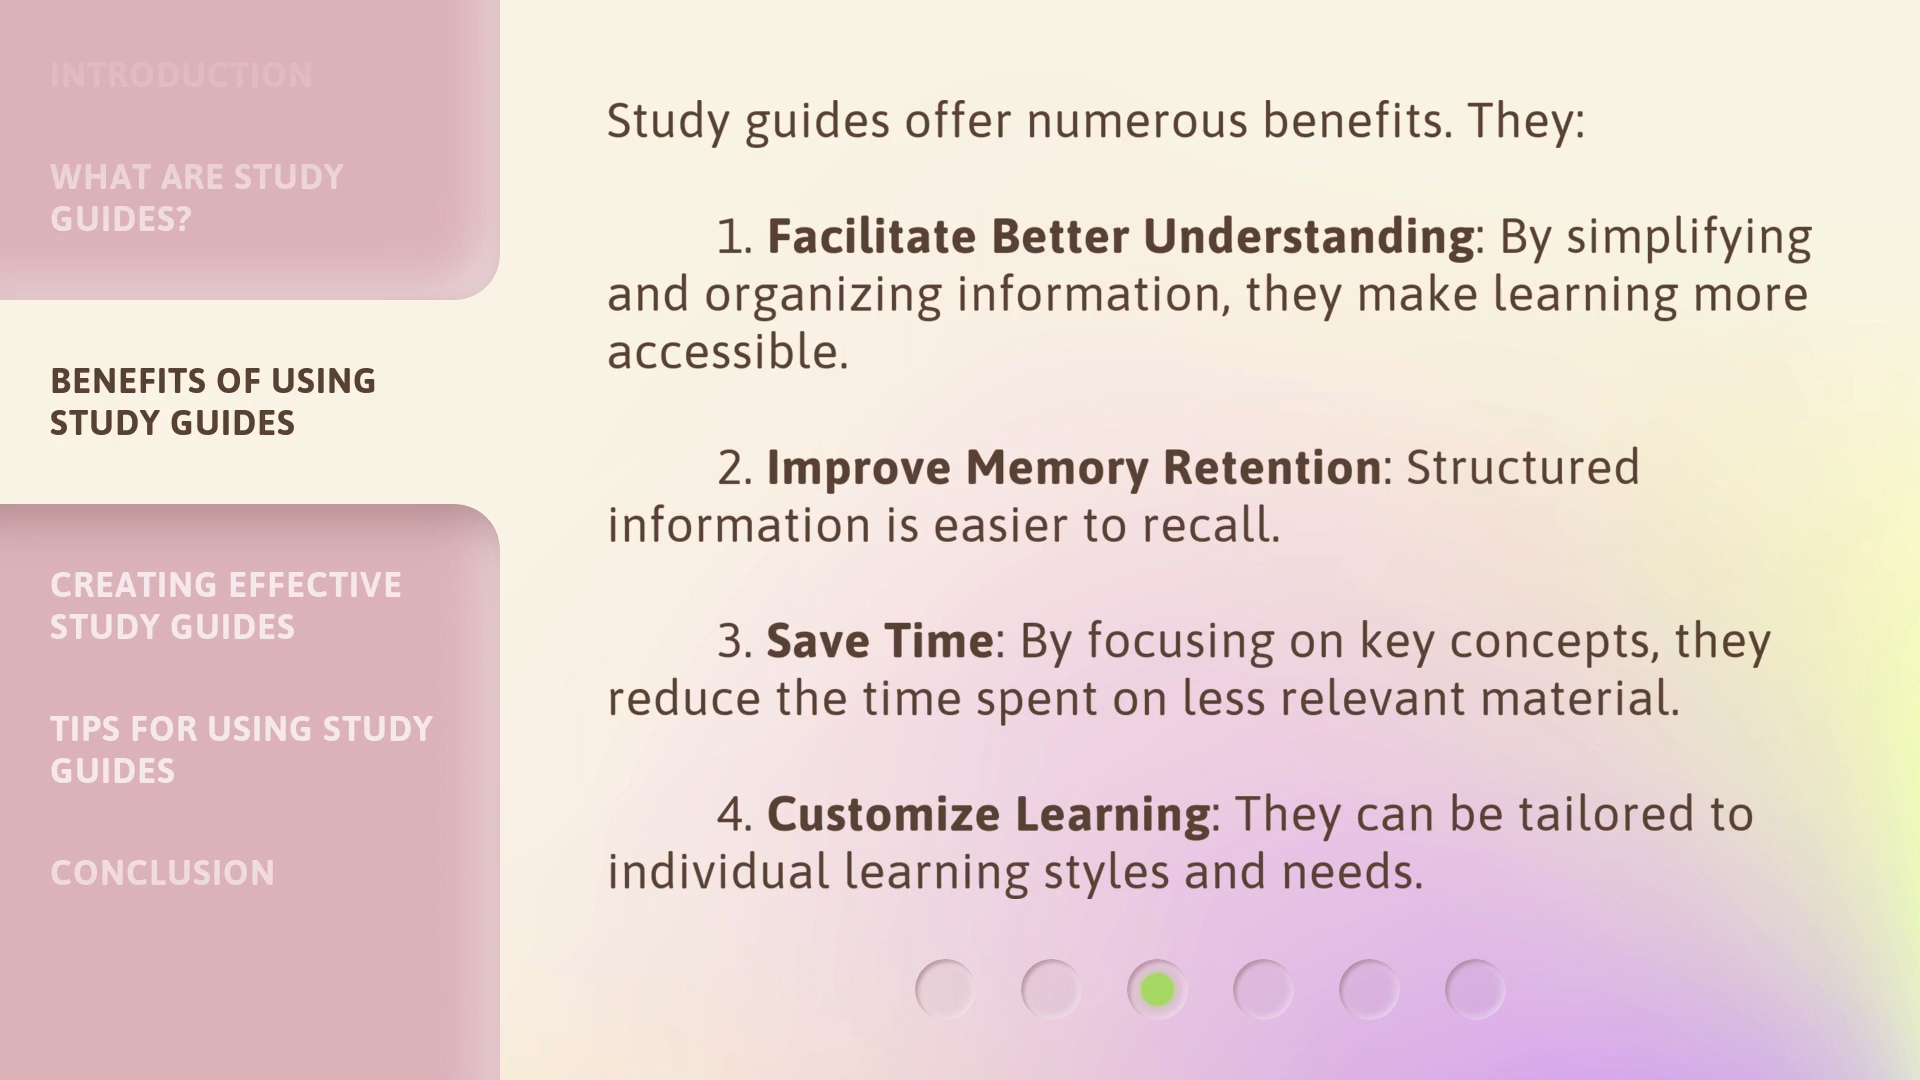 INTRODUCTION
WHAT ARE STUDY
GUIDES?
BENEFITS OF USING
STUDY GUIDES
CREATING EFFECTIVE
STUDY GUIDES
TIPS FOR USING STUDY
GUIDES
CONCLUSION
Study guides offer numerous benefits. They:
1. Facilitate Better Understanding: By simplifying
and organizing information, they make learning more
accessible.
2. Improve Memory Retention: Structured
information is easier to recall.
3. Save Time: By focusing on key concepts, they
reduce the time spent on less relevant material.
4. Customize Learning: They can be tailored to
individual learning styles and needs.